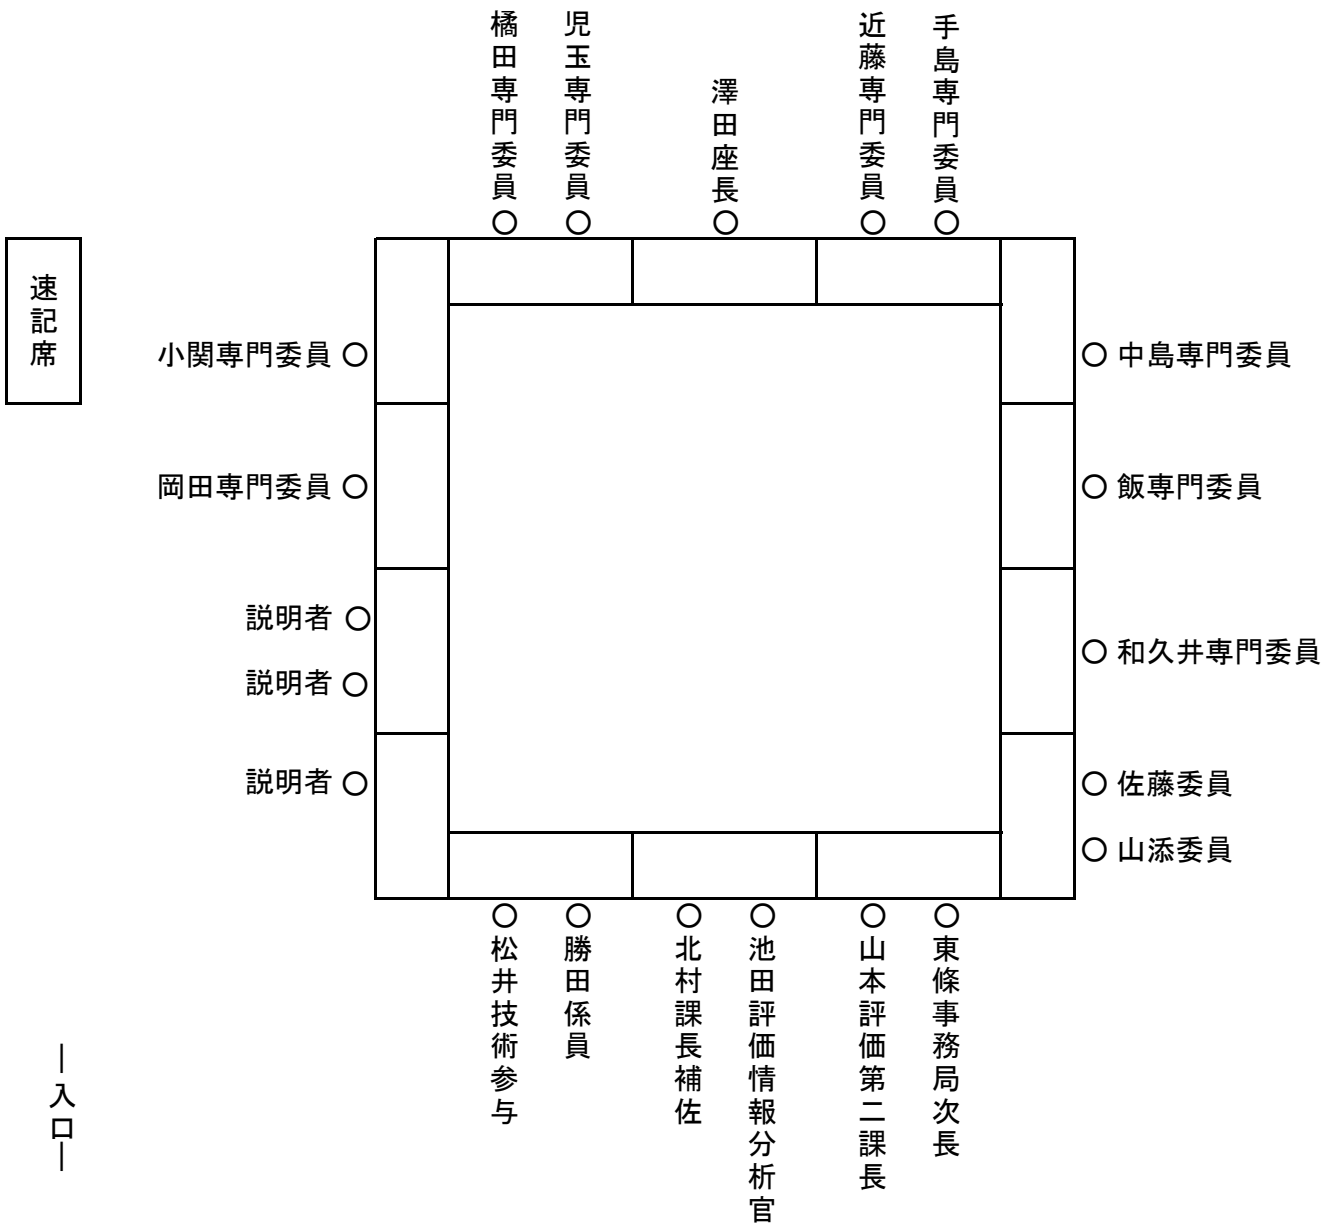 橘田専門委員
児玉専門委員
澤田座長
近藤専門委員
手島専門委員
速記席
小関専門委員
岡田専門委員
説明者
説明者
説明者
中島専門委員
飯専門委員
和久井専門委員
佐藤委員
山添委員
松井技術参与
勝田係員
北村課長補佐
池田評価情報分析官
山本評価第二課長
東條事務局次長
入口